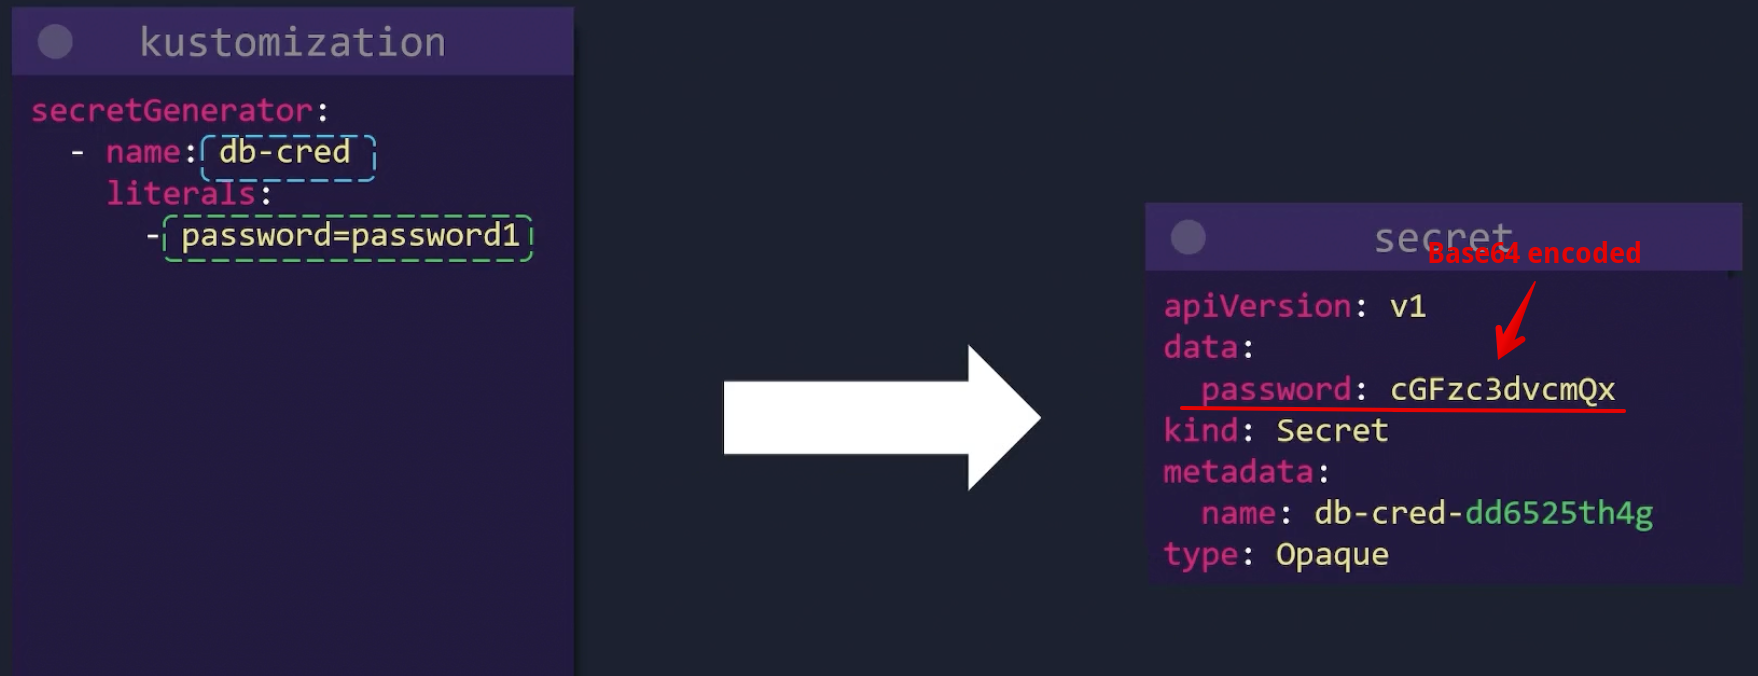 kustomization
secretGenerator:
  - name: db-cred
    literals:
      - password=password1
secret
Base64 encoded
apiVersion: v1
data:
  password: cGFzc3dvcmQx
kind: Secret
metadata:
  name: db-cred-dd6525th4g
type: Opaque